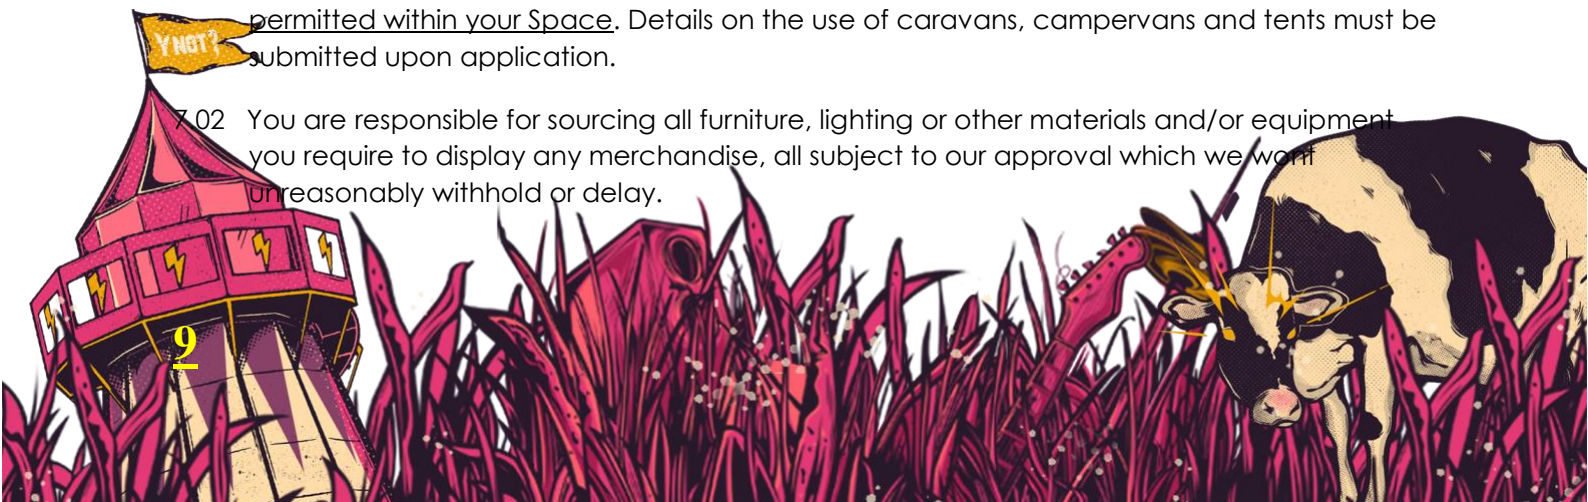 permitted within your Space. Details on the use of caravans, campervans and tents must be
YNOT?
submitted upon application.
7.02 You are responsible for sourcing all furniture, lighting or other materials and/or equipment
you require to display any merchandise, all subject to our approval which we wont
unreasonably withhold or delay.
9